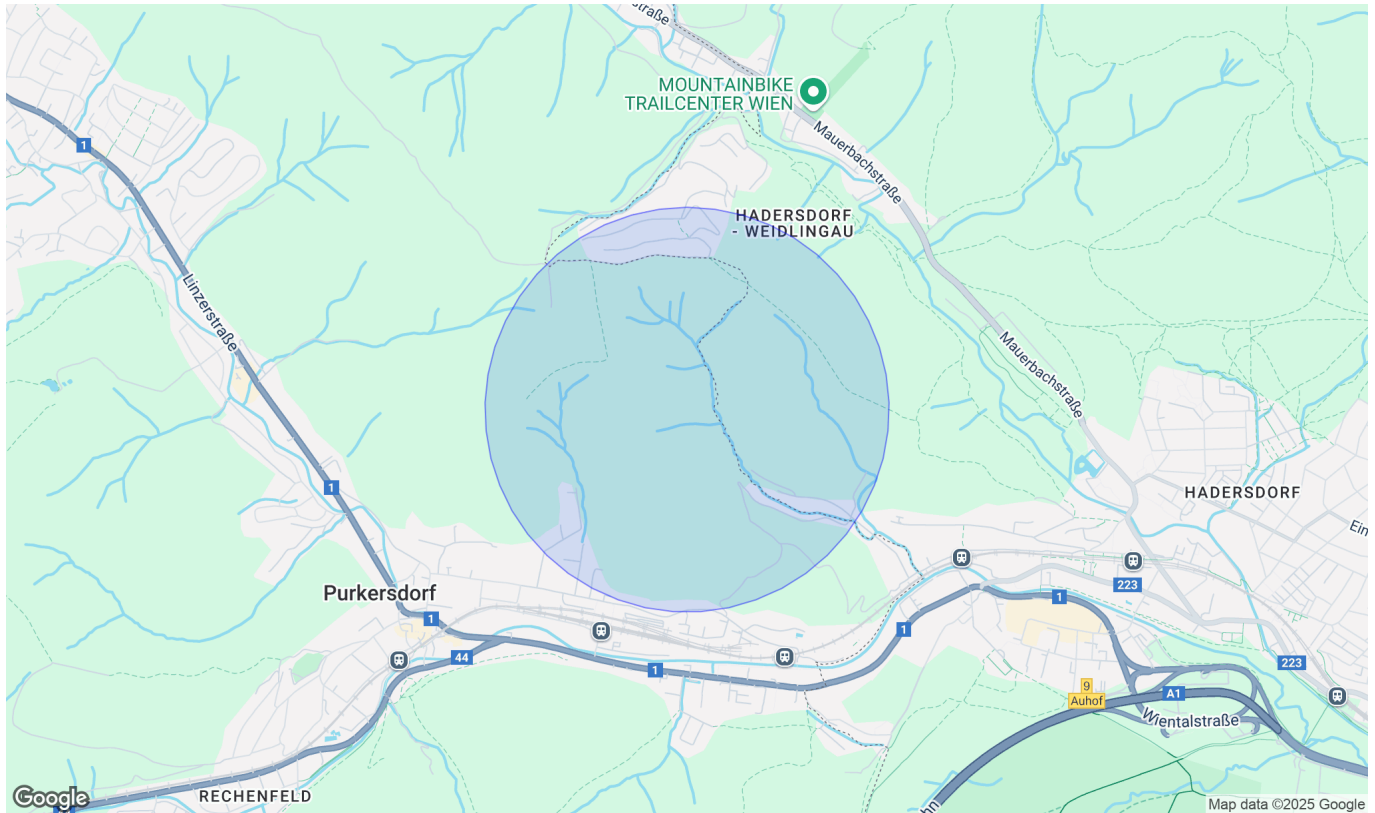 straße
MOUNTAINBIKE
TRAILCENTER WIEN
1
Mauerbachstraße
HADERSDORF
- WEIDLINGAU
Linzerstraße
Mauerbachstraße
1
HADERSDORF
Ein
Purkersdorf
223
1
1
1
44
1
223
9
Auhof
A1
Wientalstraße
RECHENFELD
Google
hn
Map data ©2025 Google